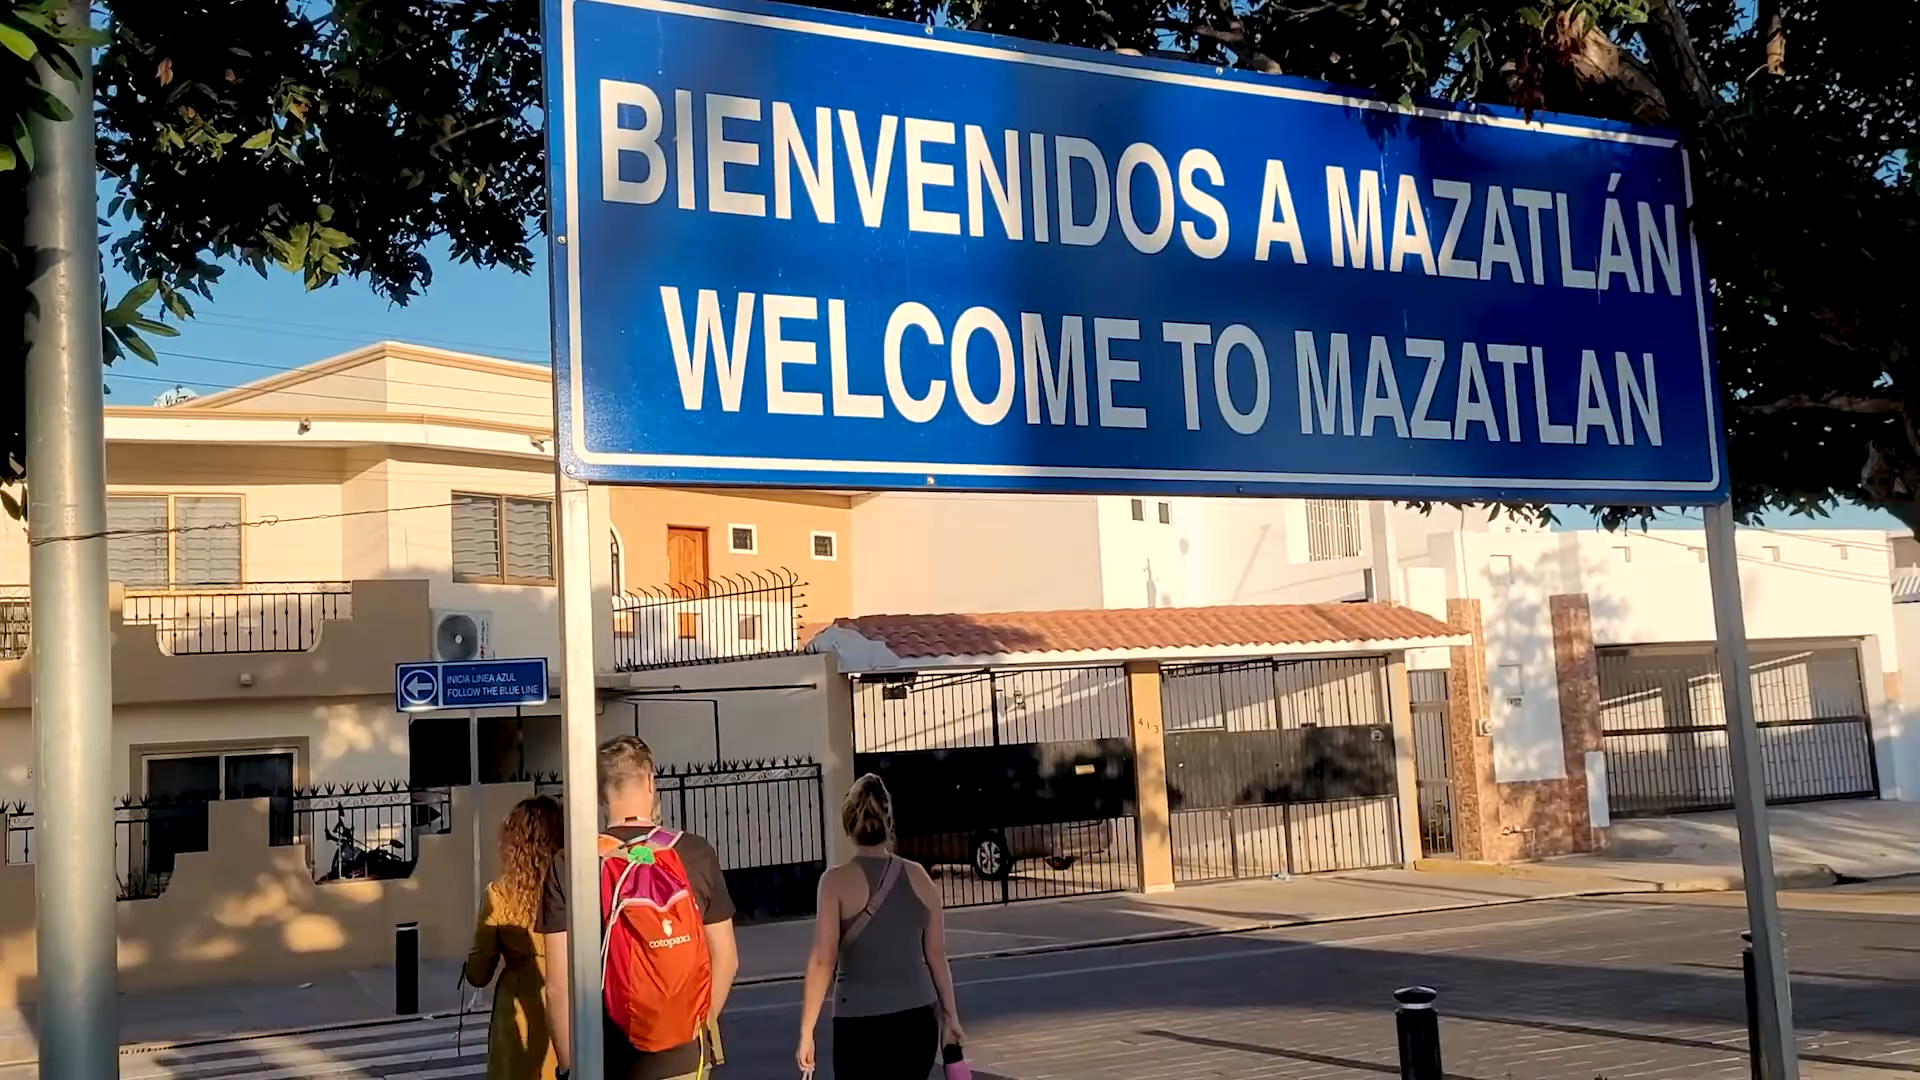 BIENVENIDOS A MAZATLÁN
WELCOME TO MAZATLAN
INICIA LINEA AZUL
FOLLOW THE BLUE LINE
413
cotopaxi